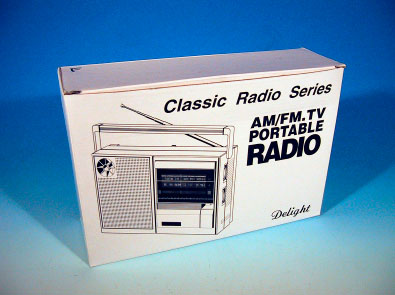 Classic Radio Series
AM/FM.TV
PORTABLE
RADIO
Delight